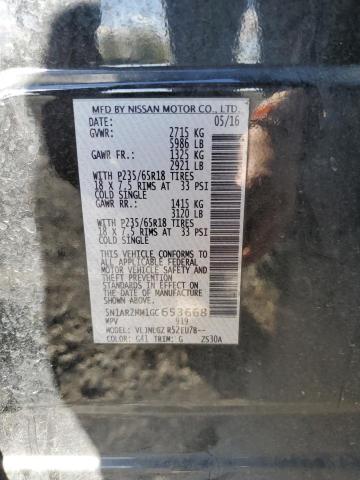 MFD BY NISSAN MOTOR CO., LTD.
DATE: 05/16
GVWR: 2715 KG
5986 LB
GAWR FR.: 1325 KG
2921 LB
WITH P235/65R18 TIRES
18 X 7.5 RIMS AT 33 PSI
COLD SINGLE
GAWR RR.: 1415 KG
3120 LB
WITH P235/65R18 TIRES
18 X 7.5 RIMS AT 33 PSI
COLD SINGLE
THIS VEHICLE CONFORMS
TO ALL APPLICABLE FEDERAL
MOTOR VEHICLE SAFETY
AND THEFT PREVENTION
STANDARDS IN EFFECT ON
THE DATE OF MANUFACTURE
SHOWN ABOVE.
5N1AR2MM1GC653668
MPV 919
MODEL: R52EU7B--
COLOR: G41 TRIM: G ZS30A